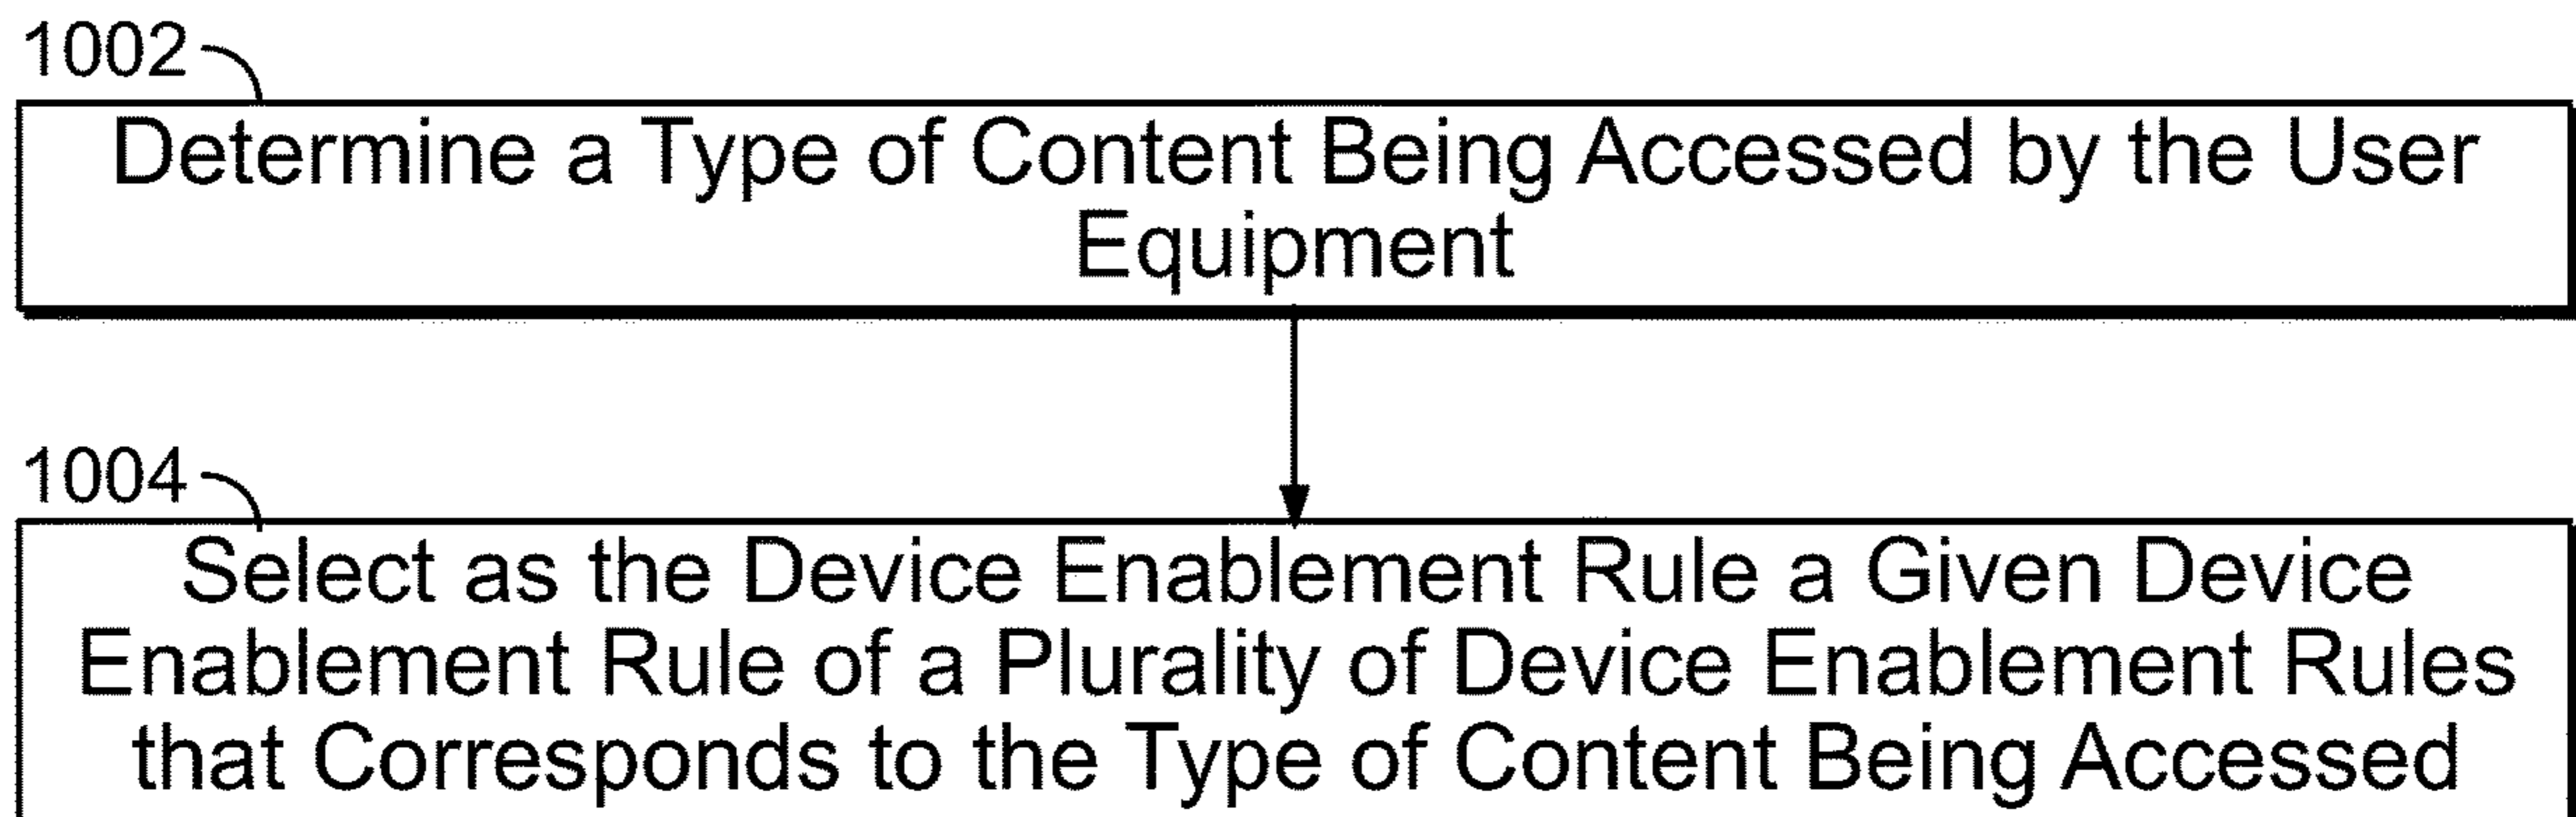 1002
Determine a Type of Content Being Accessed by the User
Equipment
1004
Select as the Device Enablement Rule a Given Device
Enablement Rule of a Plurality of Device Enablement Rules
that Corresponds to the Type of Content Being Accessed